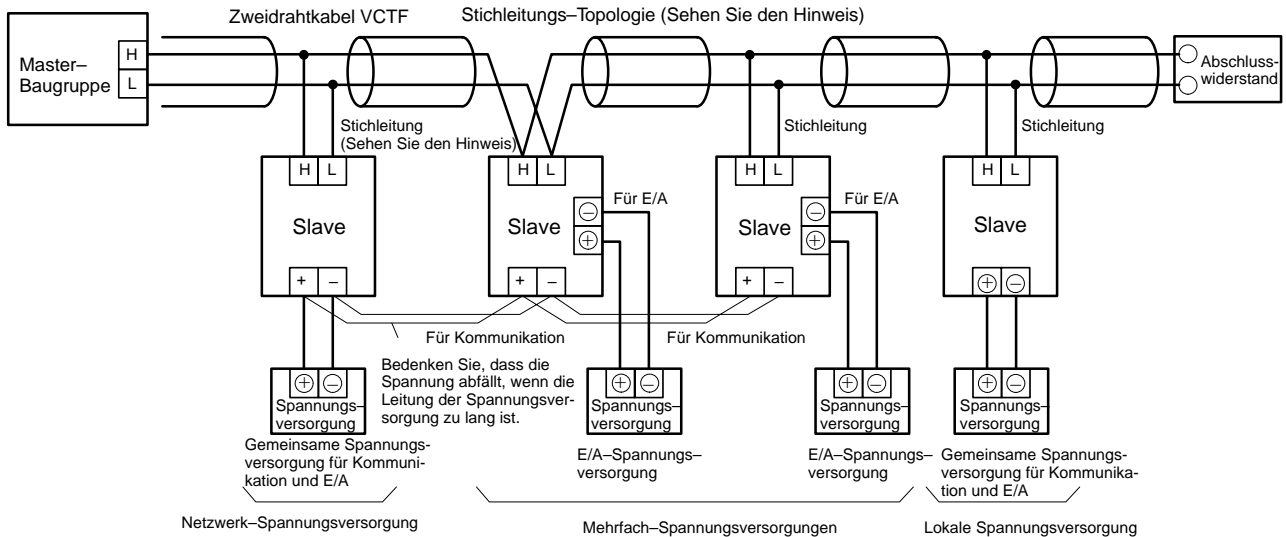 Zweidrahtkabel VCTF
Stichleitungs–Topologie (Sehen Sie den Hinweis)
Master–
Baugruppe
H
L
Abschluss-
widerstand
Stichleitung
(Sehen Sie den Hinweis)
Stichleitung
Stichleitung
H L
H L
H L
H L
Slave
Slave
Slave
Slave
Für E/A
Für E/A
–
+
–
+
+ –
+ –
+ –
+ –
Für Kommunikation
Für Kommunikation
Bedenken Sie, dass die
Spannung abfällt, wenn die
Leitung der Spannungsver-
sorgung zu lang ist.
+ –
Spannungs–
versorgung
+ –
Spannungs–
versorgung
+ –
Spannungs–
versorgung
+ –
Spannungs–
versorgung
Gemeinsame Spannungs-
versorgung für Kommuni-
kation und E/A
E/A–Spannungs–
versorgung
E/A–Spannungs–
versorgung
Gemeinsame Spannungs-
versorgung für Kommunika-
tion und E/A
Netzwerk–Spannungsversorgung
Mehrfach–Spannungsversorgungen
Lokale Spannungsversorgung